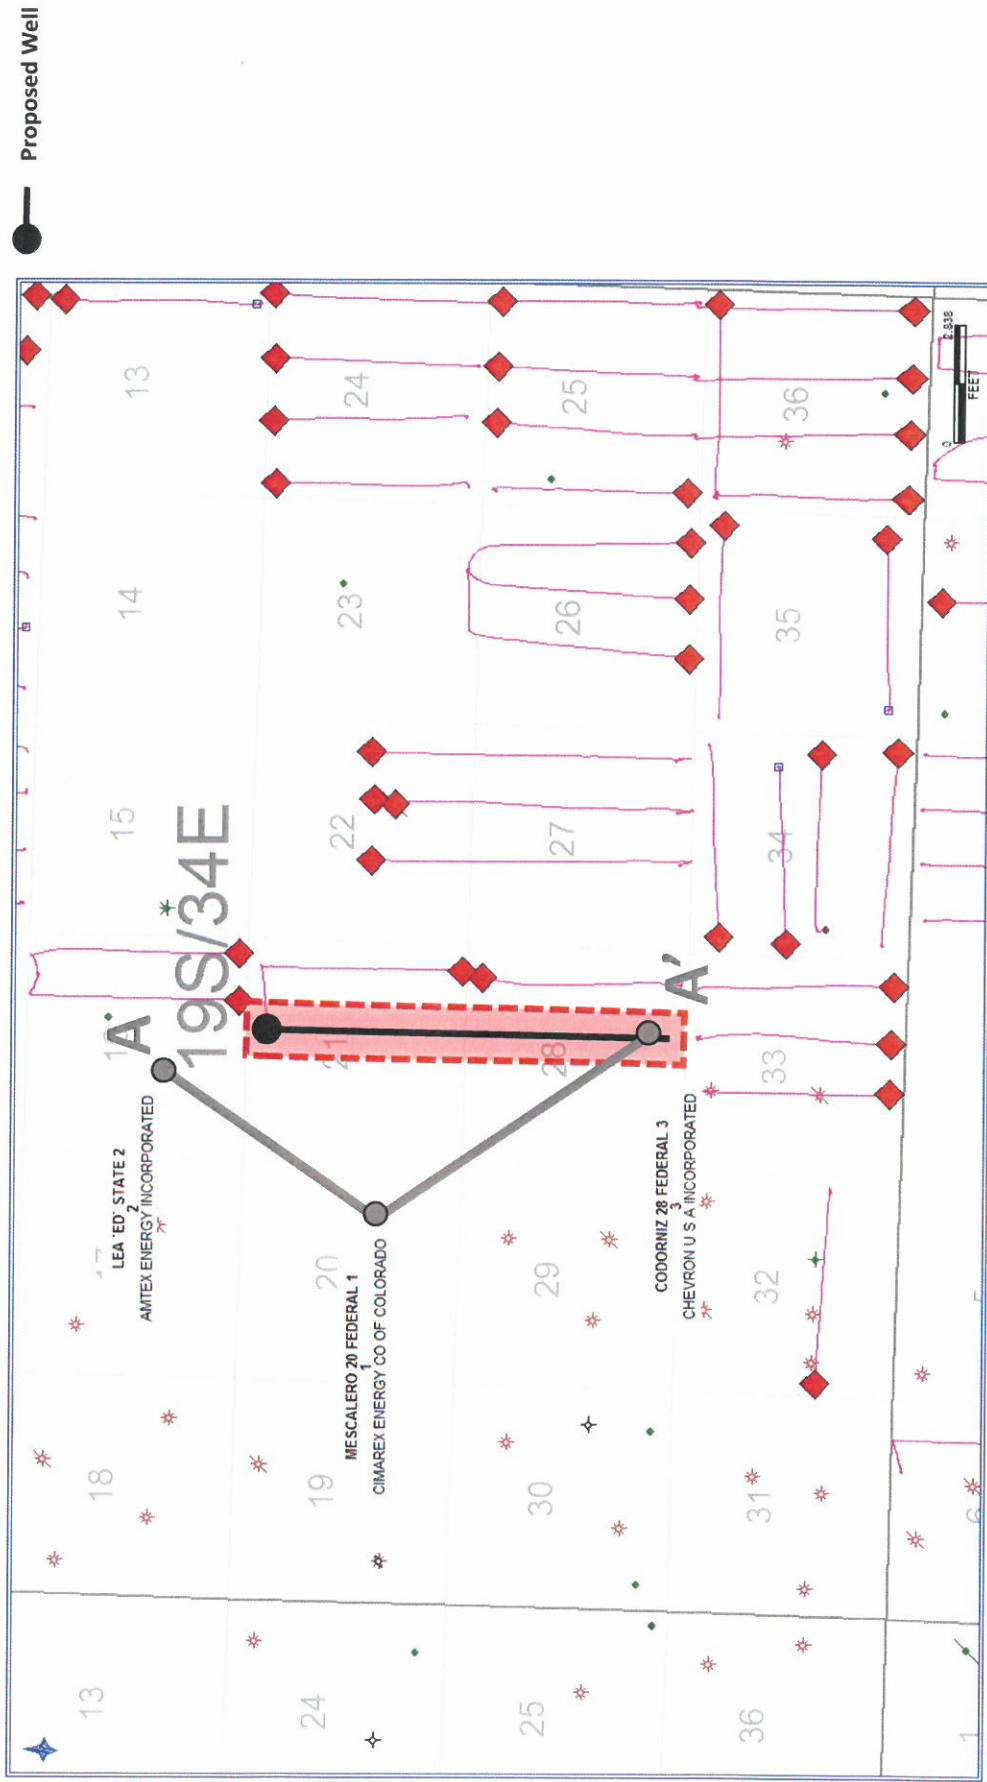 Proposed Well
13
14
15
18
13
A
19S/34E
LEA 'ED' STATE 2
2
AMTEX ENERGY INCORPORATED
24
23
22
21
20
19
24
MESCALERO 20 FEDERAL 1
1
CIMAREX ENERGY CO OF COLORADO
25
26
27
28
29
30
25
A'
CODORNIZ 28 FEDERAL 3
3
CHEVRON U S A INCORPORATED
36
35
34
33
32
31
36
0 2,838
FEET
6
1